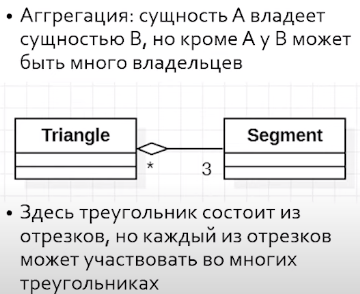 • Аггрегация: сущность А владеет
сущностью В, но кроме А у В может
быть много владельцев
Triangle
Segment
*
3
• Здесь треугольник состоит из
отрезков, но каждый из отрезков
может участвовать во многих
треугольниках